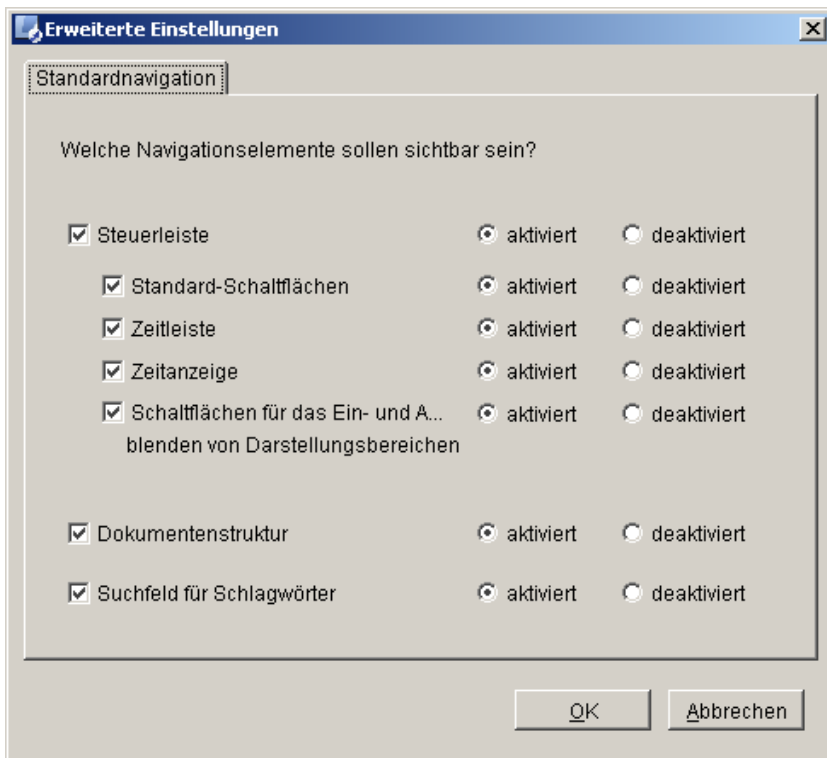 Erweiterte Einstellungen
Standardnavigation
Welche Navigationselemente sollen sichtbar sein?
Steuerleiste aktiviert deaktiviert
Standard-Schaltflächen aktiviert deaktiviert
Zeitleiste aktiviert deaktiviert
Zeitanzeige aktiviert deaktiviert
Schaltflächen für das Ein- und A... aktiviert deaktiviert
blenden von Darstellungsbereichen
Dokumentenstruktur aktiviert deaktiviert
Suchfeld für Schlagwörter aktiviert deaktiviert
OK Abbrechen